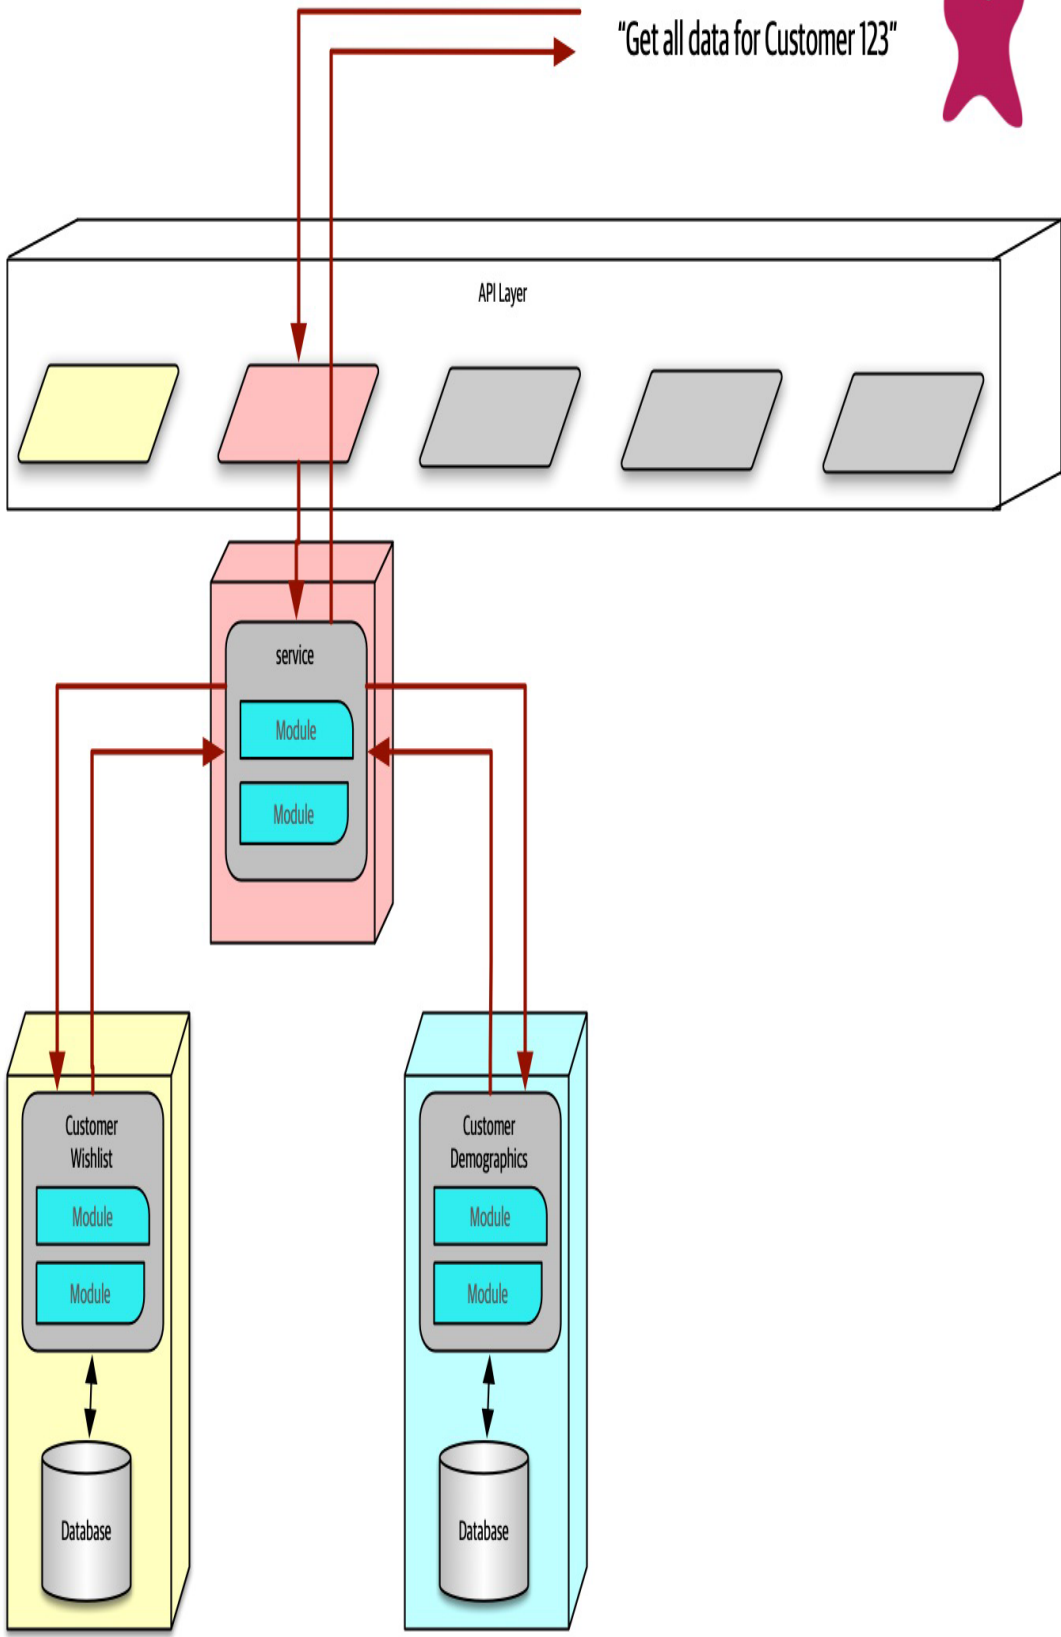 “Get all data for Customer 123”
API Layer
service
Module
Module
Customer
Wishlist
Module
Module
Database
Customer
Demographics
Module
Module
Database